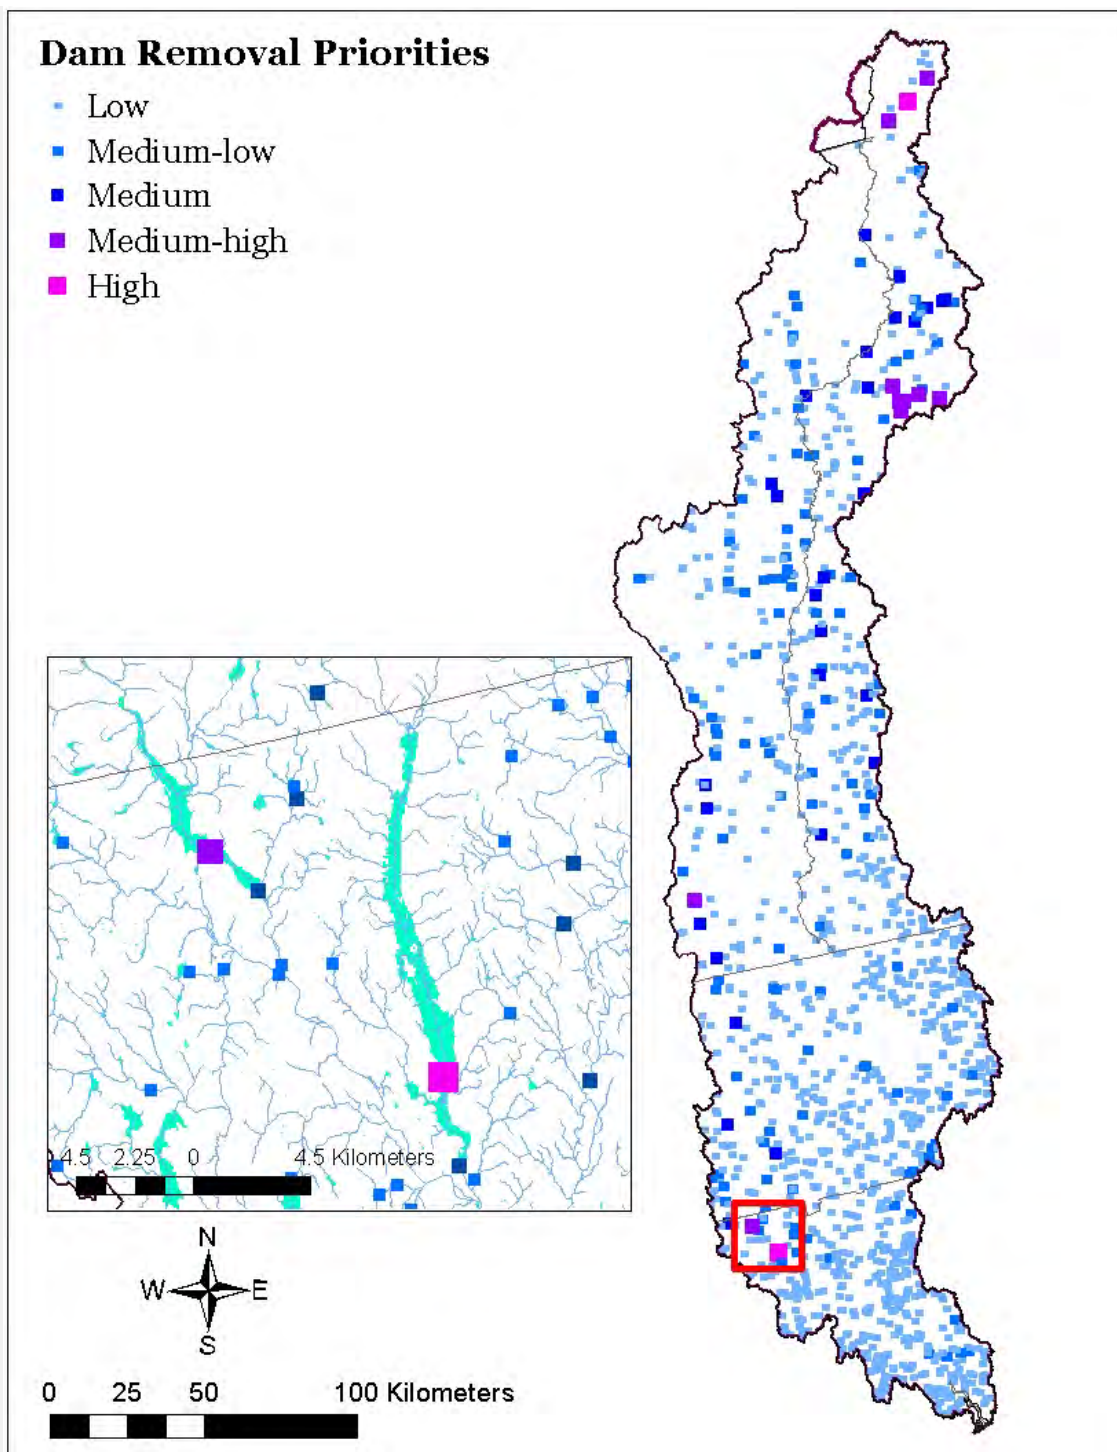 Dam Removal Priorities
Low
Medium-low
Medium
Medium-high
High
4.5 2.25 0 4.5 Kilometers
N
W E
S
0 25 50 100 Kilometers